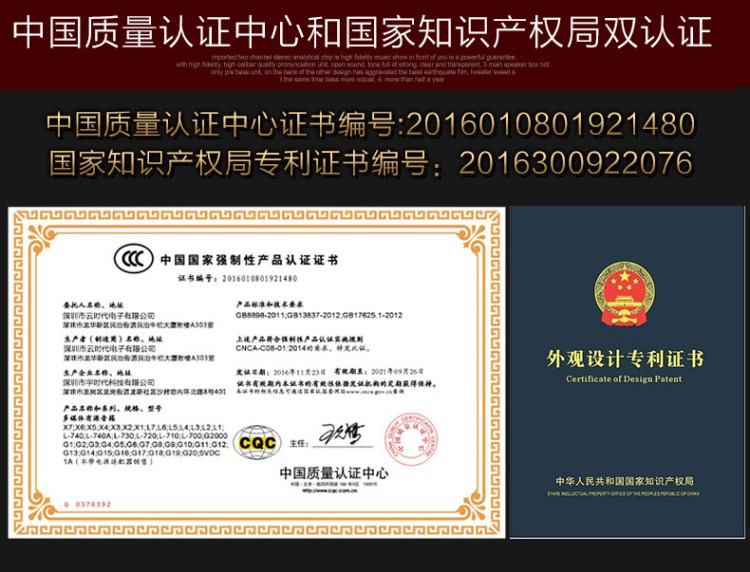 中国质量认证中心和国家知识产权局双认证
imported two channel stereo analytical chip is high fidelity music show in front of you is a powerful guarantee.
with high fidelity, high caliber quality pronunciation unit, open sound, tone full of strong, clear and transparent, 3 main speaker box not
only pre base unit, on the back of the other design has aggravated the bass earthquake film, tweeter sweet a
t the same time bass more robust, 4, more than half a year
中国质量认证中心证书编号:2016010801921480
国家知识产权局专利证书编号：2016300922076
CCC 中国国家强制性产品认证证书
证书编号：2016010801921480
委托人名称、地址
深圳市云时代电子有限公司
深圳市龙华新区民治街道民治牛栏大厦附楼A303室
生产者（制造商）名称、地址
深圳市云时代电子有限公司
深圳市龙华新区民治街道民治牛栏大厦附楼A303室
生产企业名称、地址
深圳市宇时代科技有限公司
产品名称和系列、规格、型号
多媒体有源音箱
X7;X6;X5;X4;X3;X2;X1;L7;L6;L5;L4;L3;L2;L1;
L-740;L-740A;L-730;L-720;L-710;L-700;G2000
G1;G2;G3;G4;G5;G6;G7;G8;G9;G10;G11;G12,
G13;G14;G15;G16;G17;G18;G19;G20;5VDC
1A（不带电源适配器销售）
产品标准和技术要求
GB8898-2011;GB13837-2012;GB17625.1-2012
上述产品符合强制性产品认证实施规则
CNCA-C08-01:2014的要求，特发此证。
发证日期：2016年11月23日 有效期至：2021年09月26日
证书有效期内本证书的有效性依据发证机构的定期获得保持。
CQC
主任：
中国质量认证中心
http://www.cqc.com.cn
0376392
外观设计专利证书
Certificate of Design Patent
中华人民共和国国家知识产权局
STATE INTELLECTUAL PROPERTY OFFICE OF THE PEOPLE'S REPUBLIC OF CHINA